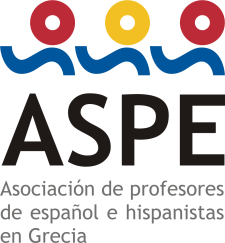 ASPE
Asociación de profesores
de español e hispanistas
en Grecia